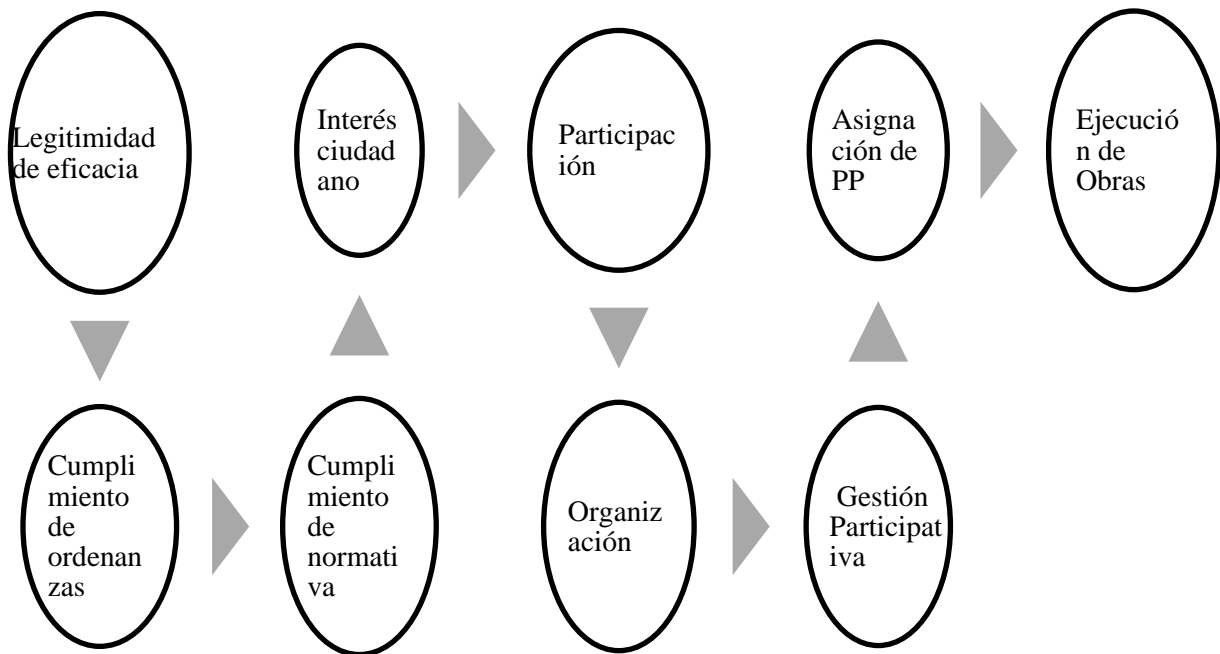 Legitimidad
de eficacia
Cumpli
miento
de
ordenan
zas
Cumpli
miento
de
normati
va
Interés
ciudad
ano
Participac
ión
Organiz
ación
Gestión
Participat
iva
Asigna
ción de
PP
Ejecució
n de
Obras